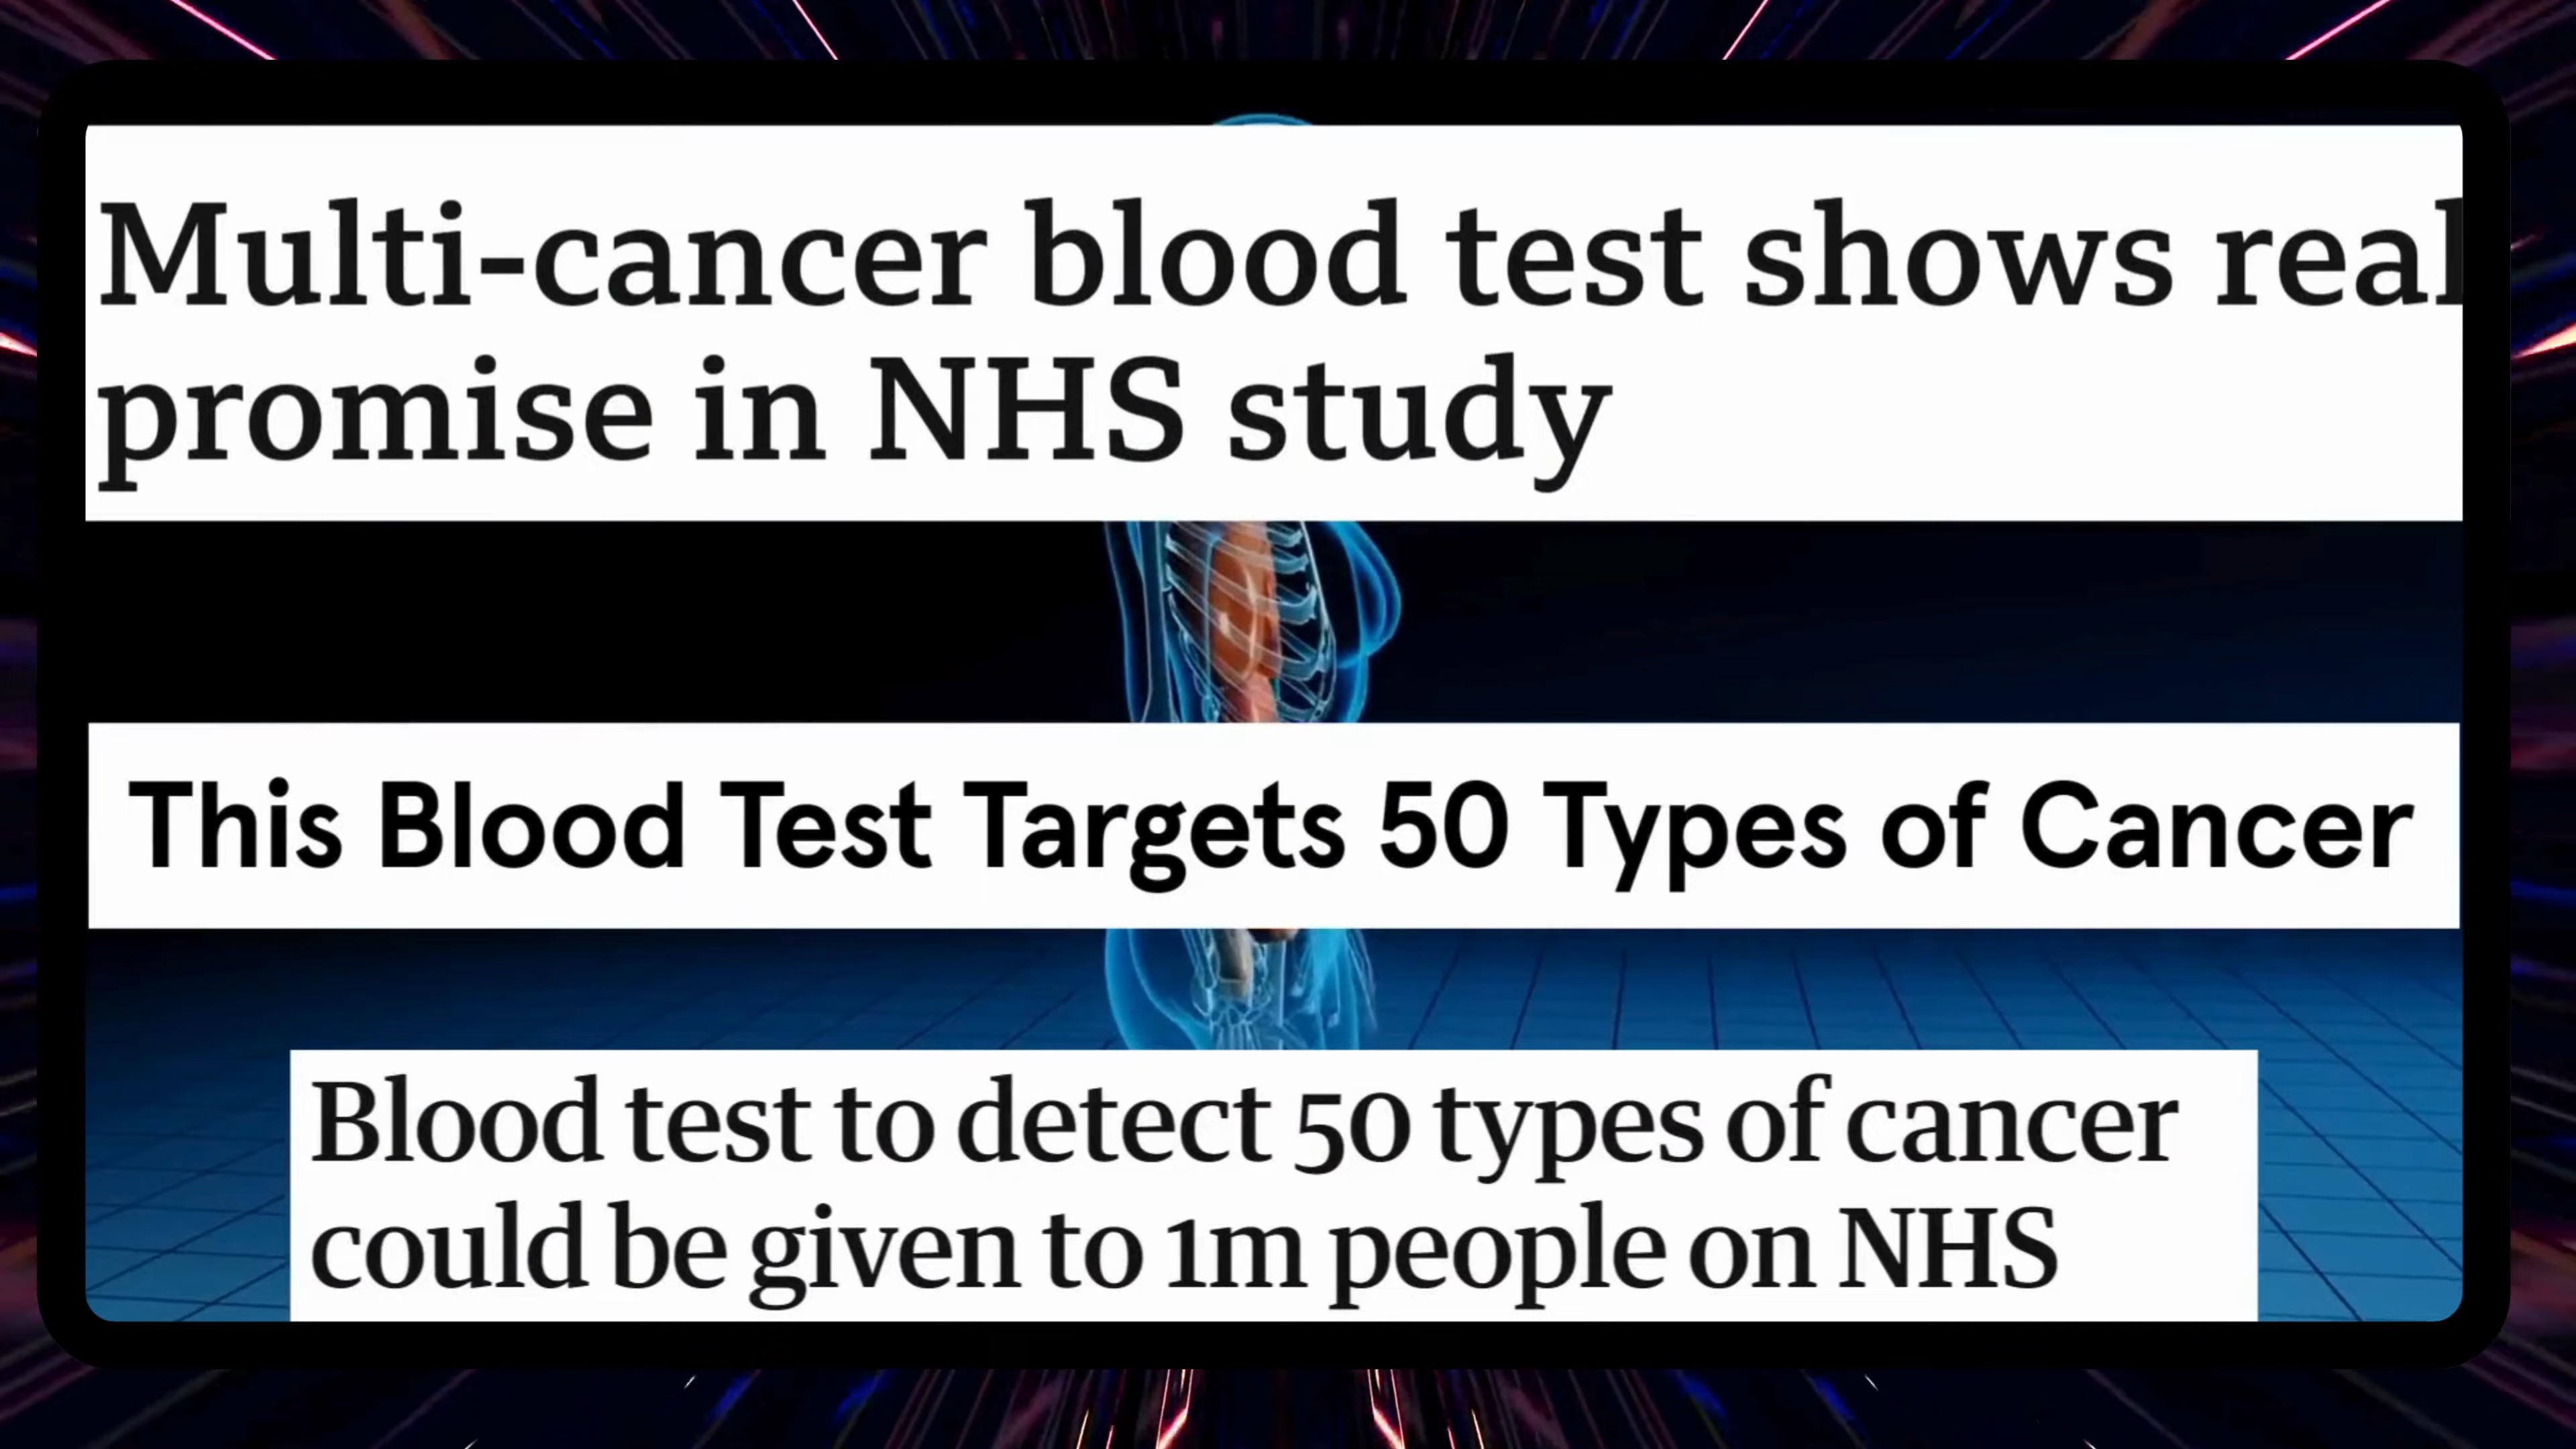 Multi-cancer blood test shows real
promise in NHS study
This Blood Test Targets 50 Types of Cancer
Blood test to detect 50 types of cancer
could be given to 1m people on NHS